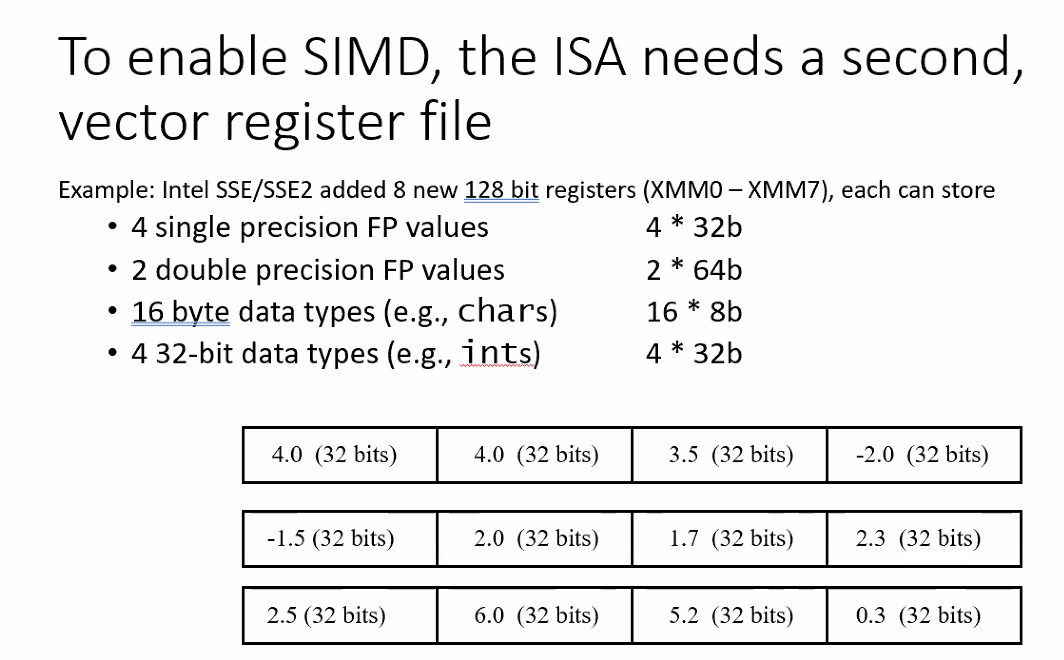 To enable SIMD, the ISA needs a second,
vector register file
Example: Intel SSE/SSE2 added 8 new 128 bit registers (XMM0 – XMM7), each can store
• 4 single precision FP values 4 * 32b
• 2 double precision FP values 2 * 64b
• 16 byte data types (e.g., chars) 16 * 8b
• 4 32-bit data types (e.g., ints) 4 * 32b
4.0 (32 bits) 4.0 (32 bits) 3.5 (32 bits) -2.0 (32 bits)
-1.5 (32 bits) 2.0 (32 bits) 1.7 (32 bits) 2.3 (32 bits)
2.5 (32 bits) 6.0 (32 bits) 5.2 (32 bits) 0.3 (32 bits)